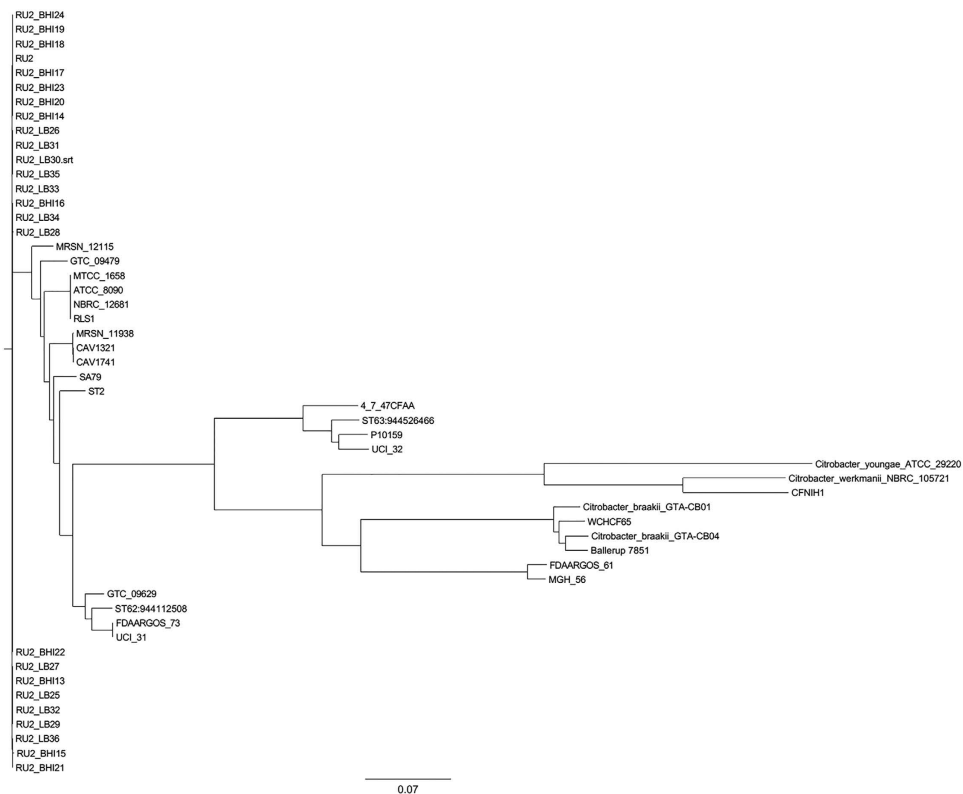 RU2_BHI24
RU2_BHI19
RU2_BHI18
RU2
RU2_BHI17
RU2_BHI23
RU2_BHI20
RU2_BHI14
RU2_LB26
RU2_LB31
RU2_LB30.srt
RU2_LB35
RU2_LB33
RU2_BHI16
RU2_LB34
RU2_LB28
MRSN_12115
GTC_09479
MTCC_1658
ATCC_8090
NBRC_12681
RLS1
MRSN_11938
CAV1321
CAV1741
SA79
ST2
4_7_47CFAA
ST63:944526466
P10159
UCI_32
Citrobacter_youngae_ATCC_29220
Citrobacter_werkmanii_NBRC_105721
CFNIH1
Citrobacter_braakii_GTA-CB01
WCHCF65
Citrobacter_braakii_GTA-CB04
Ballerup 7851
FDAARGOS_61
MGH_56
GTC_09629
ST62:944112508
FDAARGOS_73
UCI_31
RU2_BHI22
RU2_LB27
RU2_BHI13
RU2_LB25
RU2_LB32
RU2_LB29
RU2_LB36
RU2_BHI15
RU2_BHI21
0.07